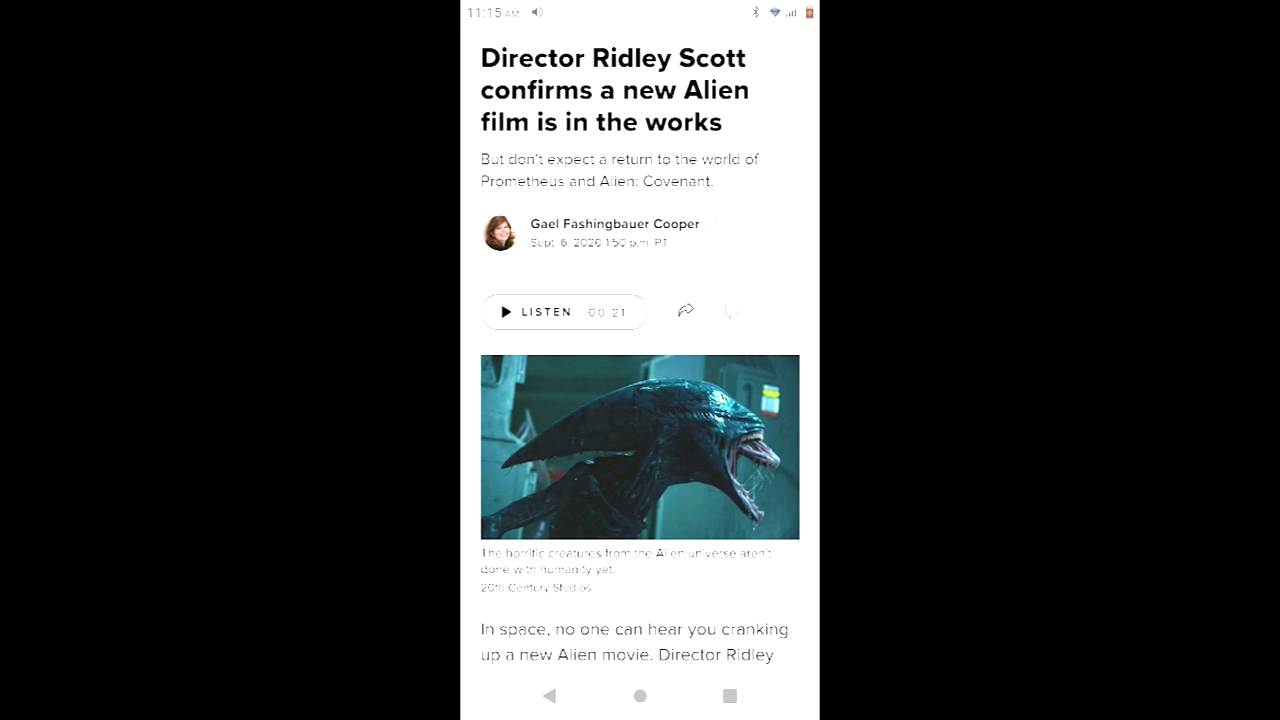 11:15 AM
Director Ridley Scott
confirms a new Alien
film is in the works
But don't expect a return to the world of
Prometheus and Alien: Covenant.
Gael Fashingbauer Cooper
Sept. 6, 2020 1:50 p.m. PT
LISTEN 00:21
The horrific creatures from the Alien universe aren't
done with humanity yet.
20th Century Studios
In space, no one can hear you cranking
up a new Alien movie. Director Ridley